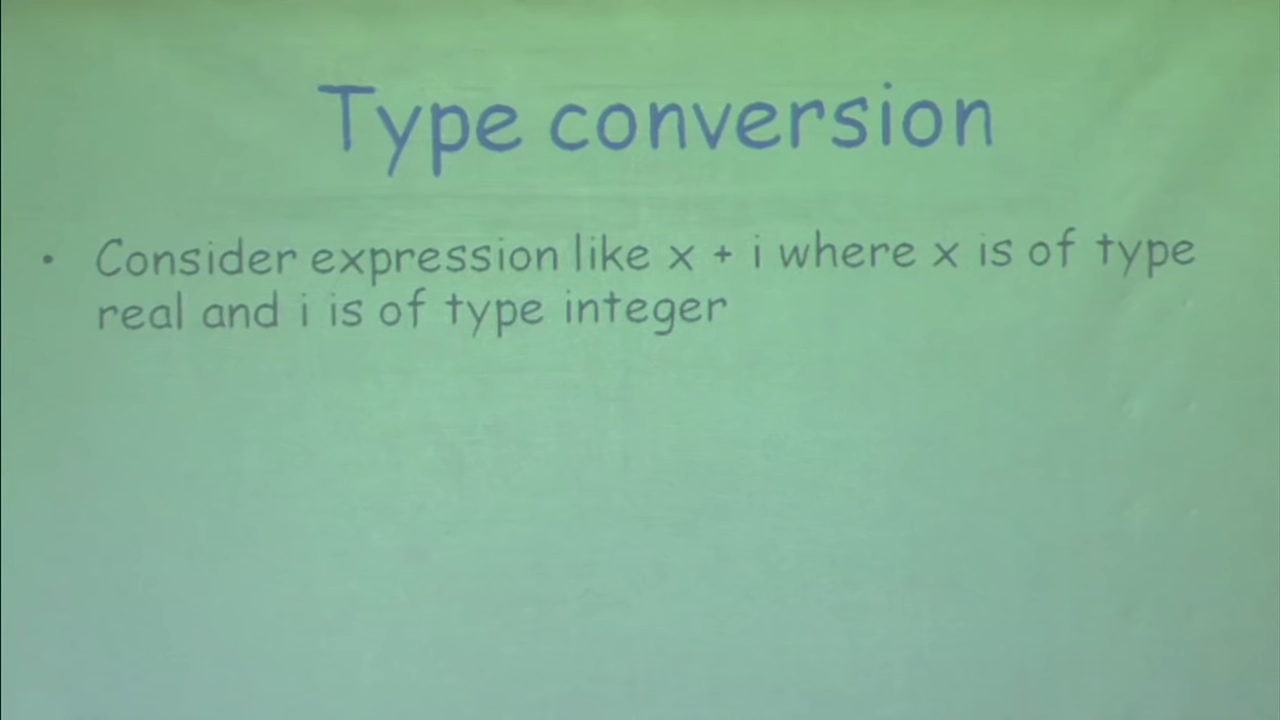 Type conversion
• Consider expression like x + i where x is of type
real and i is of type integer